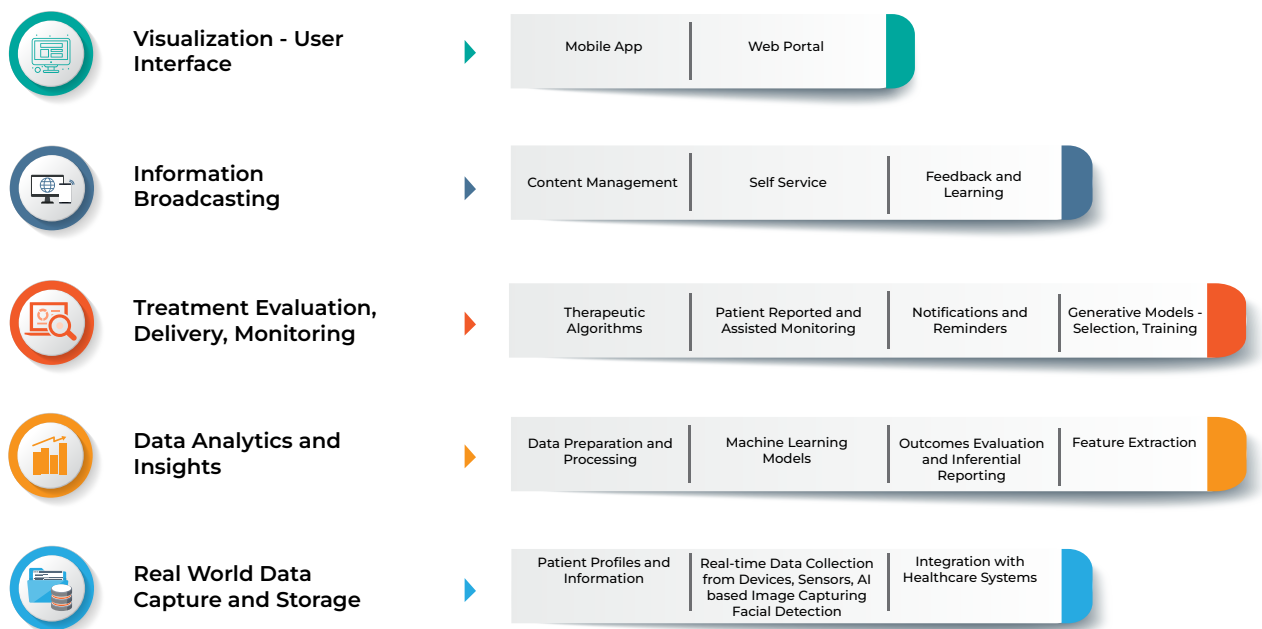 Visualization - User
Interface
Mobile App
Web Portal
Information
Broadcasting
Content Management
Self Service
Feedback and
Learning
Treatment Evaluation,
Delivery, Monitoring
Therapeutic
Algorithms
Patient Reported and
Assisted Monitoring
Notifications and
Reminders
Generative Models -
Selection, Training
Data Analytics and
Insights
Data Preparation and
Processing
Machine Learning
Models
Outcomes Evaluation
and Inferential
Reporting
Feature Extraction
Real World Data
Capture and Storage
Patient Profiles and
Information
Real-time Data Collection
from Devices, Sensors, AI
based Image Capturing
Facial Detection
Integration with
Healthcare Systems